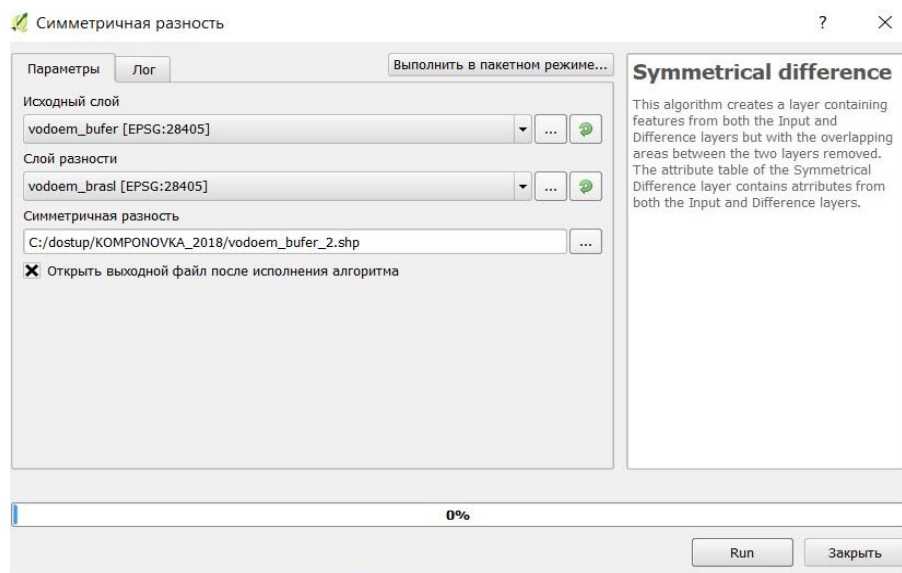 Симметричная разность
?
Параметры
Лог
Выполнить в пакетном режиме...
Исходный слой
vodoem_bufer [EPSG:28405]
...
Слой разности
vodoem_brasl [EPSG:28405]
...
Симметричная разность
C:/dostup/KOMPONOVKA_2018/vodoem_bufer_2.shp
...
Открыть выходной файл после исполнения алгоритма
Symmetrical difference
This algorithm creates a layer containing
features from both the Input and
Difference layers but with the overlapping
areas between the two layers removed.
The attribute table of the Symmetrical
Difference layer contains atrributes from
both the Input and Difference layers.
0%
Run
Закрыть